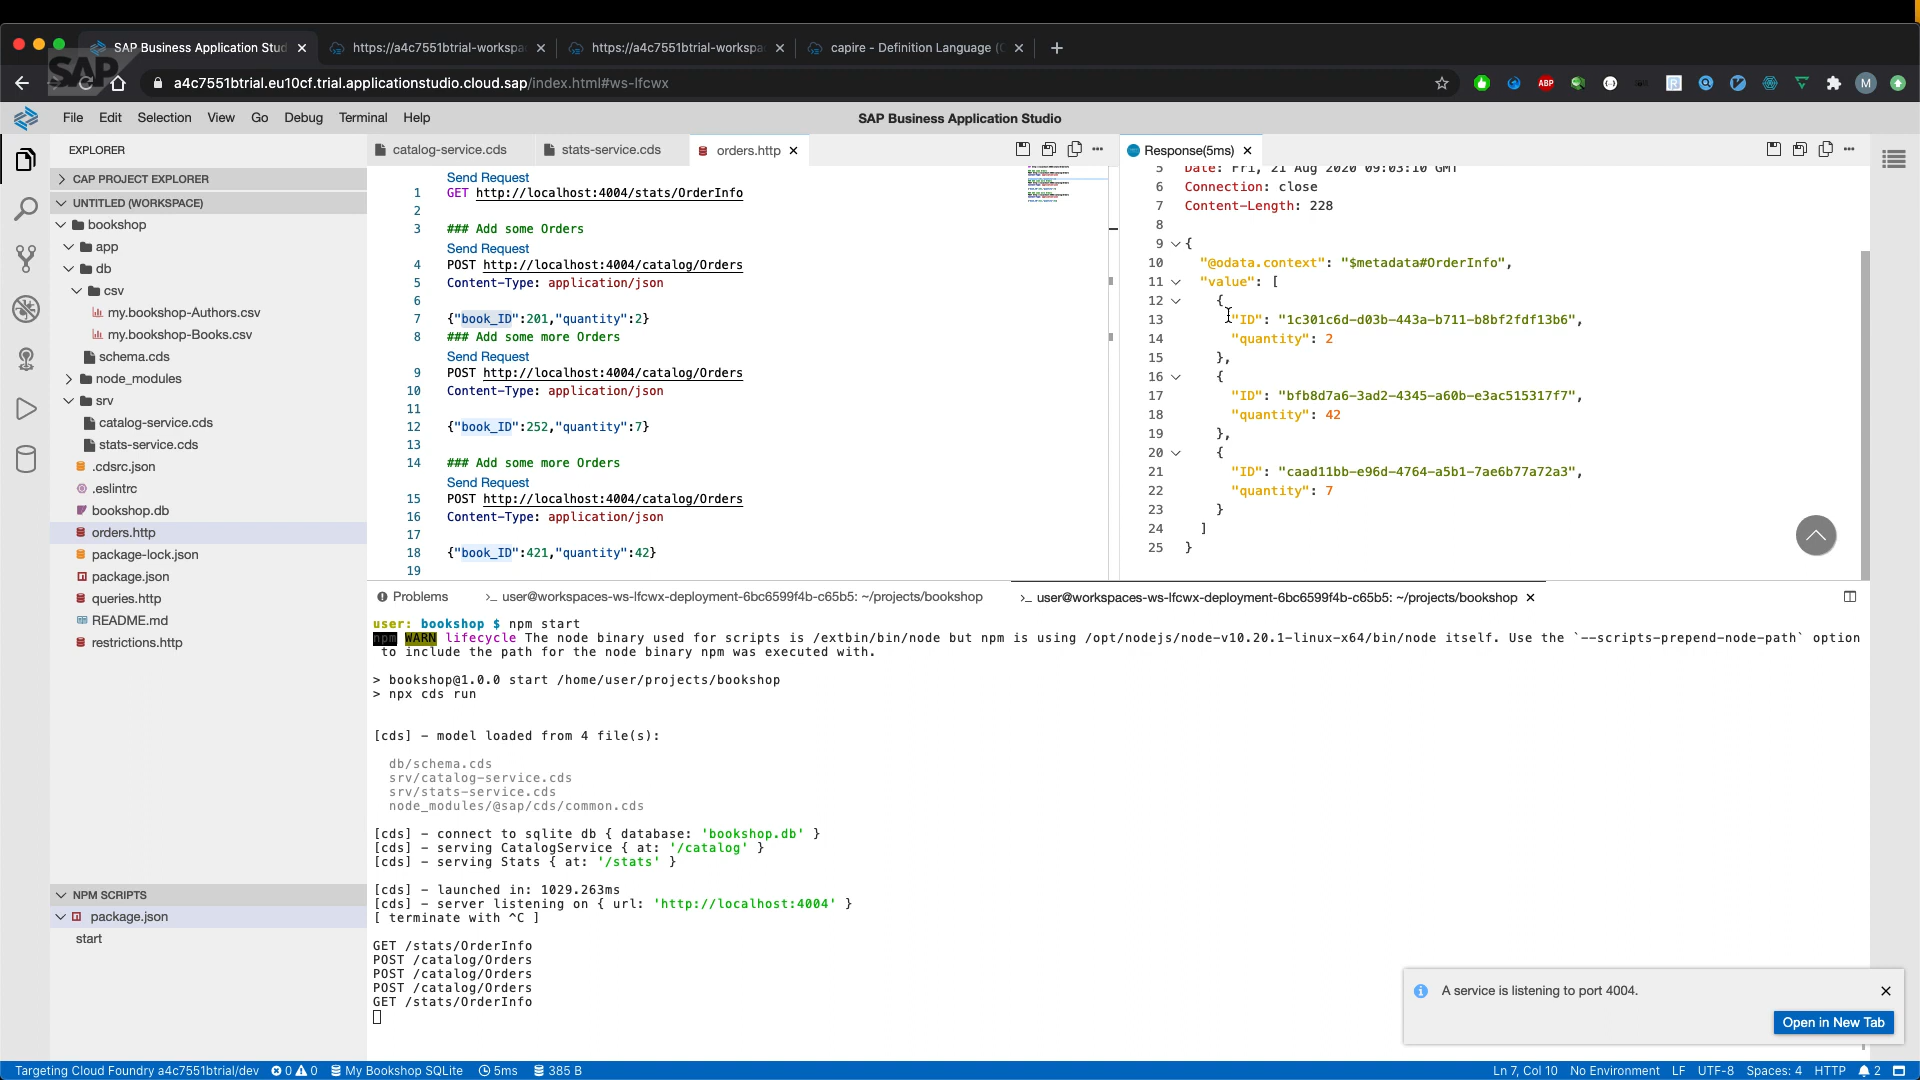 SAP Business Application Stud
https://a4c7551btrial-workspa
https://a4c7551btrial-workspa
capire - Definition Language (
SAP
a4c7551btrial.eu10cf.trial.applicationstudio.cloud.sap/index.html#ws-lfcwx
ABP
M
File Edit Selection View Go Debug Terminal Help
SAP Business Application Studio
EXPLORER
CAP PROJECT EXPLORER
UNTITLED (WORKSPACE)
bookshop
app
db
csv
my.bookshop-Authors.csv
my.bookshop-Books.csv
schema.cds
node_modules
srv
catalog-service.cds
stats-service.cds
.cdsrc.json
.eslintrc
bookshop.db
orders.http
package-lock.json
package.json
queries.http
README.md
restrictions.http
NPM SCRIPTS
package.json
start
catalog-service.cds
stats-service.cds
orders.http
Send Request
1 GET http://localhost:4004/stats/OrderInfo
2
3 ### Add some Orders
Send Request
4 POST http://localhost:4004/catalog/Orders
5 Content-Type: application/json
6
7 {"book_ID":201,"quantity":2}
8 ### Add some more Orders
Send Request
9 POST http://localhost:4004/catalog/Orders
10 Content-Type: application/json
11
12 {"book_ID":252,"quantity":7}
13
14 ### Add some more Orders
Send Request
15 POST http://localhost:4004/catalog/Orders
16 Content-Type: application/json
17
18 {"book_ID":421,"quantity":42}
19
Response(5ms)
5 Date: Fri, 21 Aug 2020 09:03:10 GMT
6 Connection: close
7 Content-Length: 228
8
9 {
10 "@odata.context": "$metadata#OrderInfo",
11 "value": [
12 {
13 "ID": "1c301c6d-d03b-443a-b711-b8bf2fdf13b6",
14 "quantity": 2
15 },
16 {
17 "ID": "bfb8d7a6-3ad2-4345-a60b-e3ac515317f7",
18 "quantity": 42
19 },
20 {
21 "ID": "caad11bb-e96d-4764-a5b1-7ae6b77a72a3",
22 "quantity": 7
23 }
24 ]
25 }
Problems
>_ user@workspaces-ws-lfcwx-deployment-6bc6599f4b-c65b5: ~/projects/bookshop
>_ user@workspaces-ws-lfcwx-deployment-6bc6599f4b-c65b5: ~/projects/bookshop
user: bookshop $ npm start
npm WARN lifecycle The node binary used for scripts is /extbin/bin/node but npm is using /opt/nodejs/node-v10.20.1-linux-x64/bin/node itself. Use the `--scripts-prepend-node-path` option
to include the path for the node binary npm was executed with.
> bookshop@1.0.0 start /home/user/projects/bookshop
> npx cds run
[cds] - model loaded from 4 file(s):
db/schema.cds
srv/catalog-service.cds
srv/stats-service.cds
node_modules/@sap/cds/common.cds
[cds] - connect to sqlite db { database: 'bookshop.db' }
[cds] - serving CatalogService { at: '/catalog' }
[cds] - serving Stats { at: '/stats' }
[cds] - launched in: 1029.263ms
[cds] - server listening on { url: 'http://localhost:4004' }
[ terminate with ^C ]
GET /stats/OrderInfo
POST /catalog/Orders
POST /catalog/Orders
POST /catalog/Orders
GET /stats/OrderInfo
A service is listening to port 4004.
Open in New Tab
Targeting Cloud Foundry a4c7551btrial/dev 0 0 My Bookshop SQLite 5ms 385 B
Ln 7, Col 10 No Environment LF UTF-8 Spaces: 4 HTTP 2